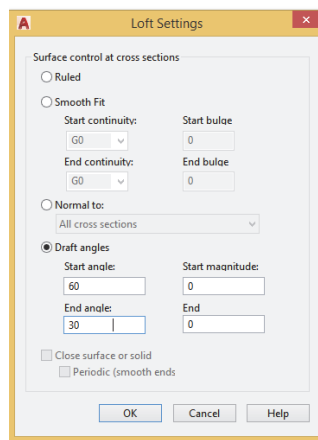 A Loft Settings
Surface control at cross sections
Ruled
Smooth Fit
Start continuity: Start bulge
G0 0
End continuity: End bulge
G0 0
Normal to:
All cross sections
Draft angles
Start angle: Start magnitude:
60 0
End angle: End
30 0
Close surface or solid
Periodic (smooth ends
OK Cancel Help